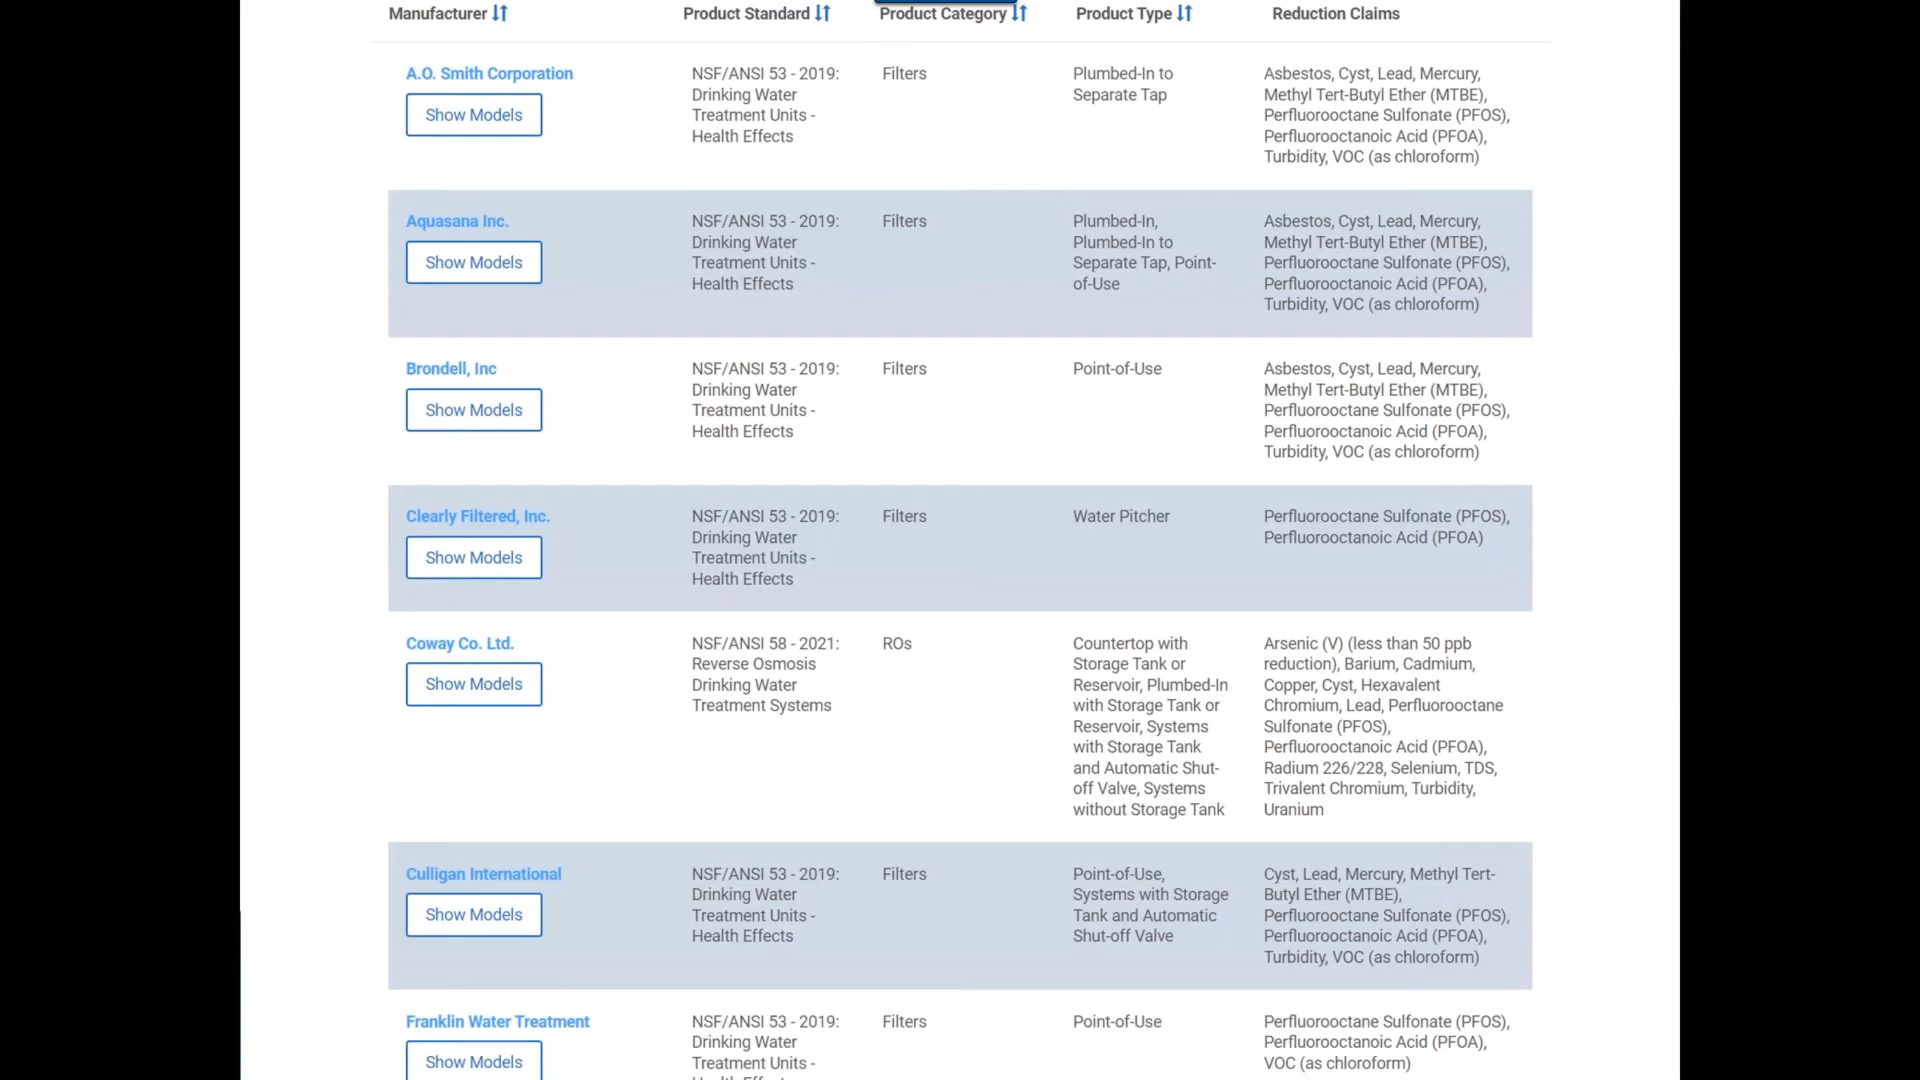 Manufacturer Product Standard Product Category Product Type Reduction Claims
A.O. Smith Corporation
Show Models
NSF/ANSI 53 - 2019:
Drinking Water
Treatment Units -
Health Effects
Filters
Plumbed-In to
Separate Tap
Asbestos, Cyst, Lead, Mercury,
Methyl Tert-Butyl Ether (MTBE),
Perfluorooctane Sulfonate (PFOS),
Perfluorooctanoic Acid (PFOA),
Turbidity, VOC (as chloroform)
Aquasana Inc.
Show Models
NSF/ANSI 53 - 2019:
Drinking Water
Treatment Units -
Health Effects
Filters
Plumbed-In,
Plumbed-In to
Separate Tap, Point-
of-Use
Asbestos, Cyst, Lead, Mercury,
Methyl Tert-Butyl Ether (MTBE),
Perfluorooctane Sulfonate (PFOS),
Perfluorooctanoic Acid (PFOA),
Turbidity, VOC (as chloroform)
Brondell, Inc
Show Models
NSF/ANSI 53 - 2019:
Drinking Water
Treatment Units -
Health Effects
Filters
Point-of-Use
Asbestos, Cyst, Lead, Mercury,
Methyl Tert-Butyl Ether (MTBE),
Perfluorooctane Sulfonate (PFOS),
Perfluorooctanoic Acid (PFOA),
Turbidity, VOC (as chloroform)
Clearly Filtered, Inc.
Show Models
NSF/ANSI 53 - 2019:
Drinking Water
Treatment Units -
Health Effects
Filters
Water Pitcher
Perfluorooctane Sulfonate (PFOS),
Perfluorooctanoic Acid (PFOA)
Coway Co. Ltd.
Show Models
NSF/ANSI 58 - 2021:
Reverse Osmosis
Drinking Water
Treatment Systems
ROs
Countertop with
Storage Tank or
Reservoir, Plumbed-In
with Storage Tank or
Reservoir, Systems
with Storage Tank
and Automatic Shut-
off Valve, Systems
without Storage Tank
Arsenic (V) (less than 50 ppb
reduction), Barium, Cadmium,
Copper, Cyst, Hexavalent
Chromium, Lead, Perfluorooctane
Sulfonate (PFOS),
Perfluorooctanoic Acid (PFOA),
Radium 226/228, Selenium, TDS,
Trivalent Chromium, Turbidity,
Uranium
Culligan International
Show Models
NSF/ANSI 53 - 2019:
Drinking Water
Treatment Units -
Health Effects
Filters
Point-of-Use,
Systems with Storage
Tank and Automatic
Shut-off Valve
Cyst, Lead, Mercury, Methyl Tert-
Butyl Ether (MTBE),
Perfluorooctane Sulfonate (PFOS),
Perfluorooctanoic Acid (PFOA),
Turbidity, VOC (as chloroform)
Franklin Water Treatment
Show Models
NSF/ANSI 53 - 2019:
Drinking Water
Treatment Units -
Filters
Point-of-Use
Perfluorooctane Sulfonate (PFOS),
Perfluorooctanoic Acid (PFOA),
VOC (as chloroform)